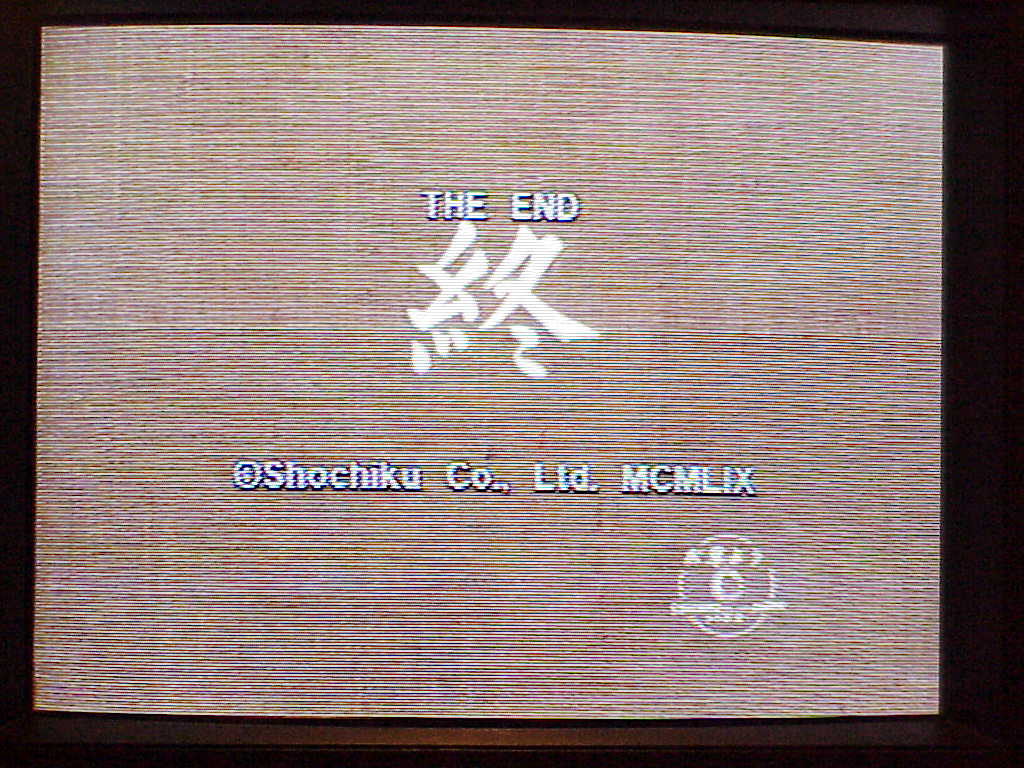 THE END
終
©Shochiku Co., Ltd. MCMLIX